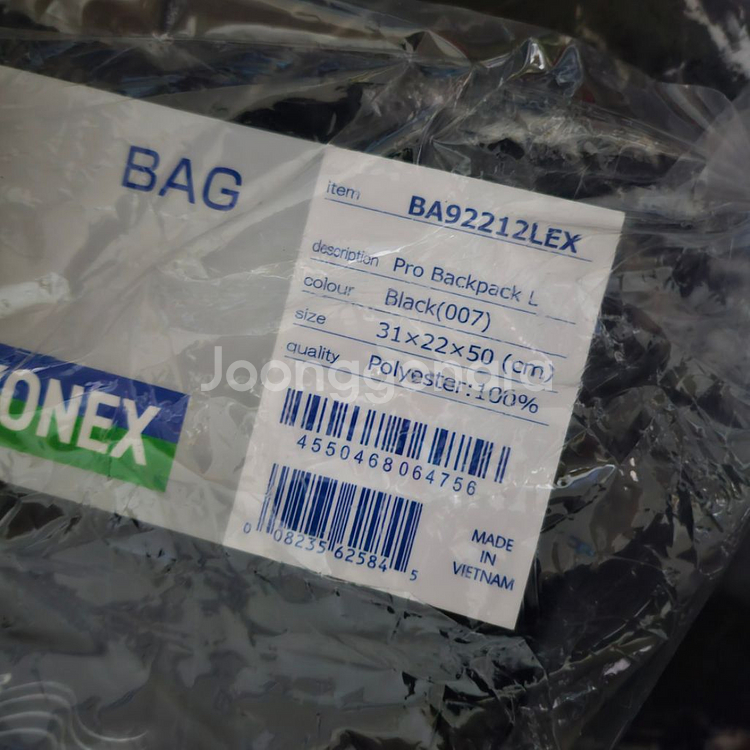 BAG
YONEX
item BA92212LEX
description Pro Backpack L
colour Black(007)
size 31×22×50 (cm)
quality Polyester:100%
Joonggonara
4550468064756
0 08235 62584 5
MADE
IN
VIETNAM